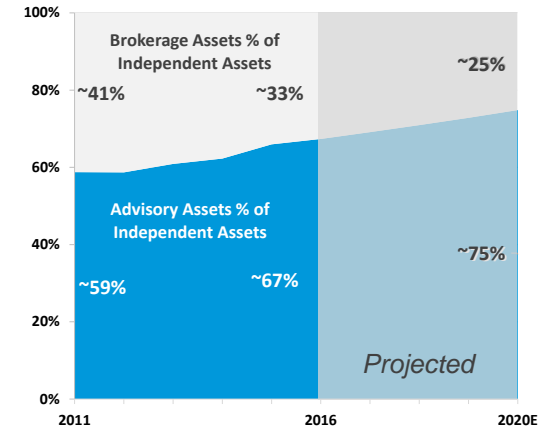 100%
Brokerage Assets % of
Independent Assets
~25%
80%
~41%
~33%
60%
Advisory Assets % of
Independent Assets
40%
~75%
~59%
~67%
20%
Projected
0%
2011
2016
2020E